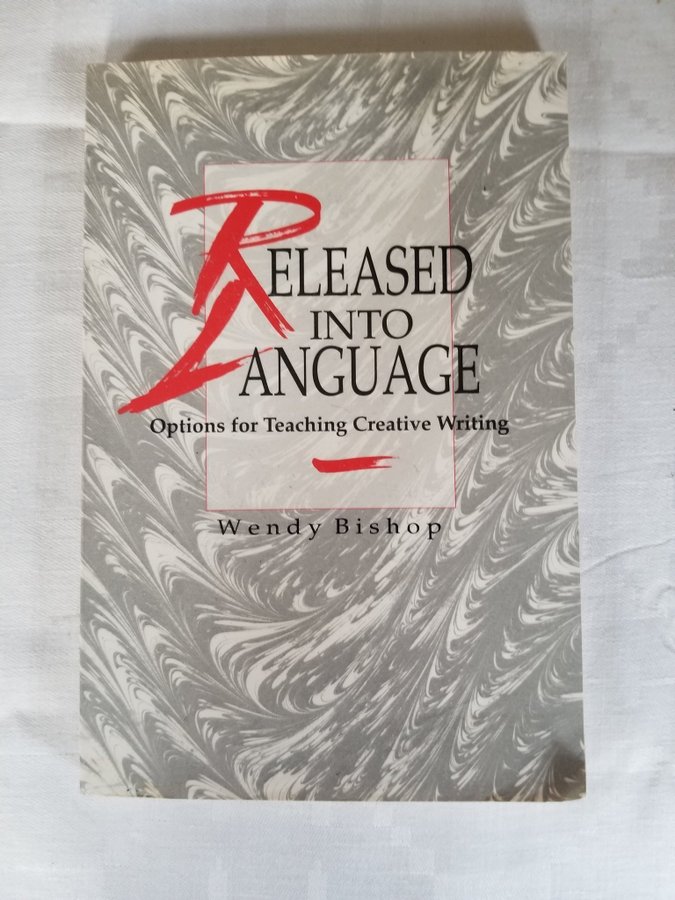 RELEASED
INTO
LANGUAGE
Options for Teaching Creative Writing
Wendy Bishop